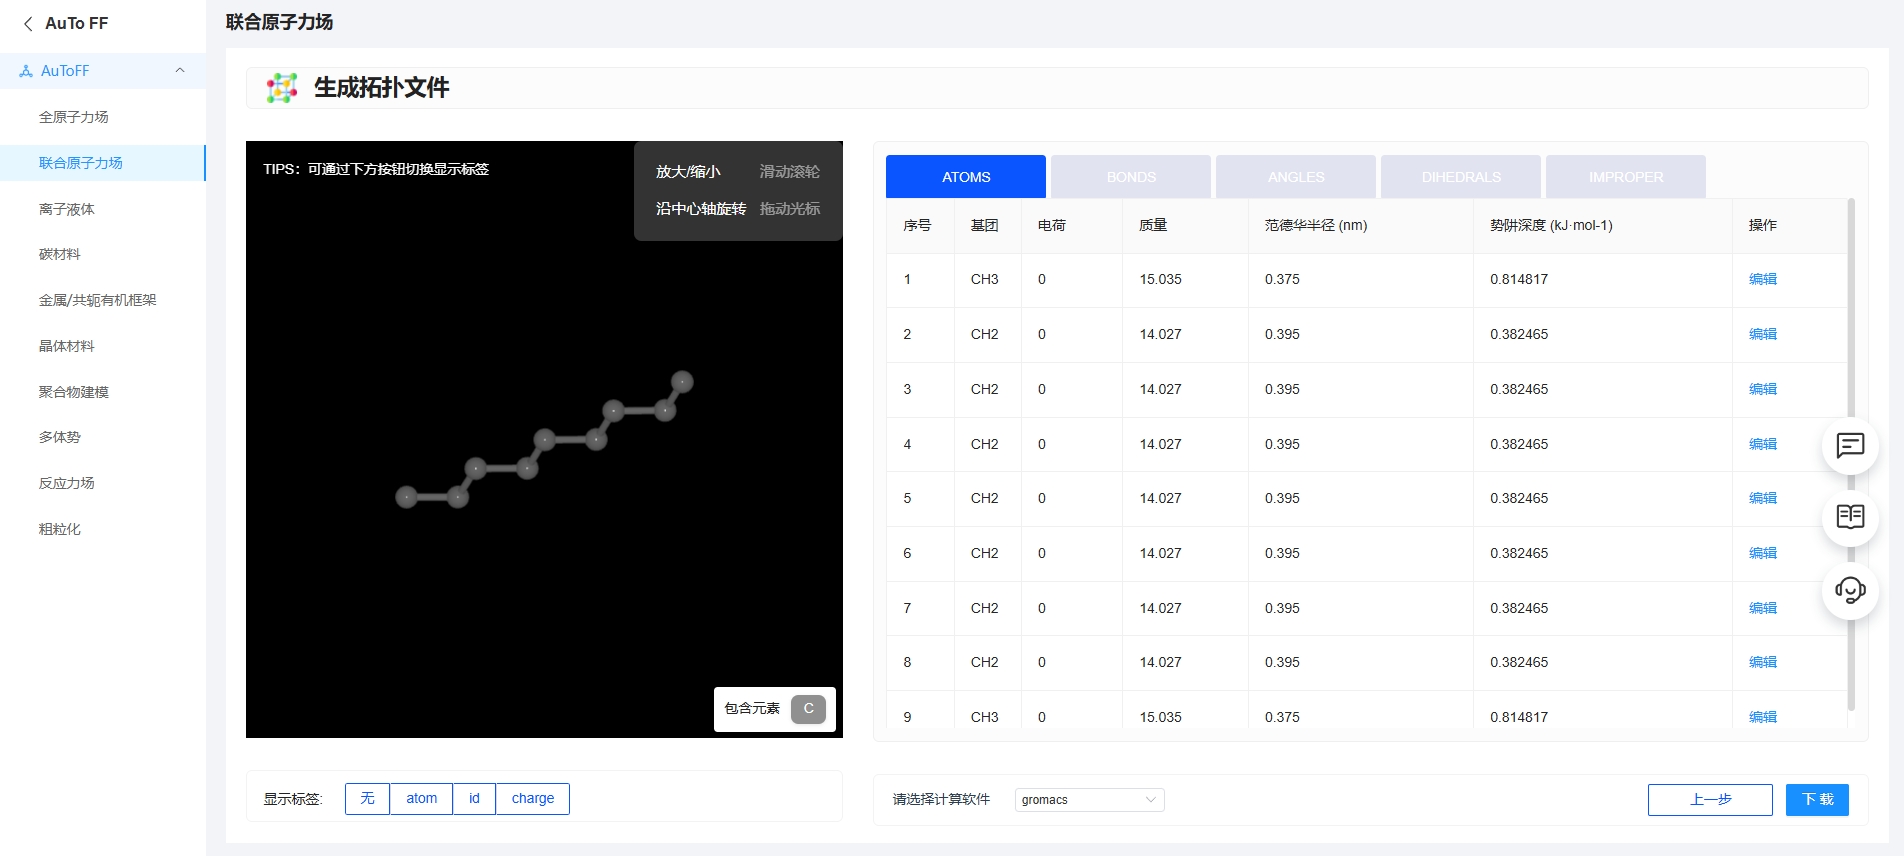 AuTo FF
联合原子力场
AuToFF
全原子力场
联合原子力场
离子液体
碳材料
金属/共轭有机框架
晶体材料
聚合物建模
多体势
反应力场
粗粒化
生成拓扑文件
TIPS：可通过下方按钮切换显示标签
放大/缩小 滑动滚轮
沿中心轴旋转 拖动光标
包含元素 C
显示标签: 无 atom id charge
ATOMS BONDS ANGLES DIHEDRALS IMPROPER
序号 基团 电荷 质量 范德华半径 (nm) 势阱深度 (kJ·mol-1) 操作
1 CH3 0 15.035 0.375 0.814817 编辑
2 CH2 0 14.027 0.395 0.382465 编辑
3 CH2 0 14.027 0.395 0.382465 编辑
4 CH2 0 14.027 0.395 0.382465 编辑
5 CH2 0 14.027 0.395 0.382465 编辑
6 CH2 0 14.027 0.395 0.382465 编辑
7 CH2 0 14.027 0.395 0.382465 编辑
8 CH2 0 14.027 0.395 0.382465 编辑
9 CH3 0 15.035 0.375 0.814817 编辑
请选择计算软件 gromacs 上一步 下 载